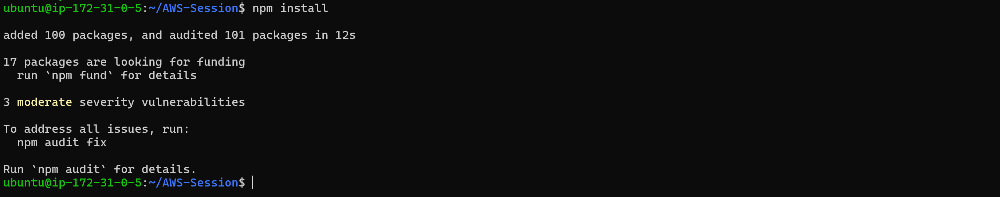 ubuntu@ip-172-31-0-5:~/AWS-Session$ npm install
added 100 packages, and audited 101 packages in 12s
17 packages are looking for funding
  run `npm fund` for details
3 moderate severity vulnerabilities
To address all issues, run:
  npm audit fix
Run `npm audit` for details.
ubuntu@ip-172-31-0-5:~/AWS-Session$